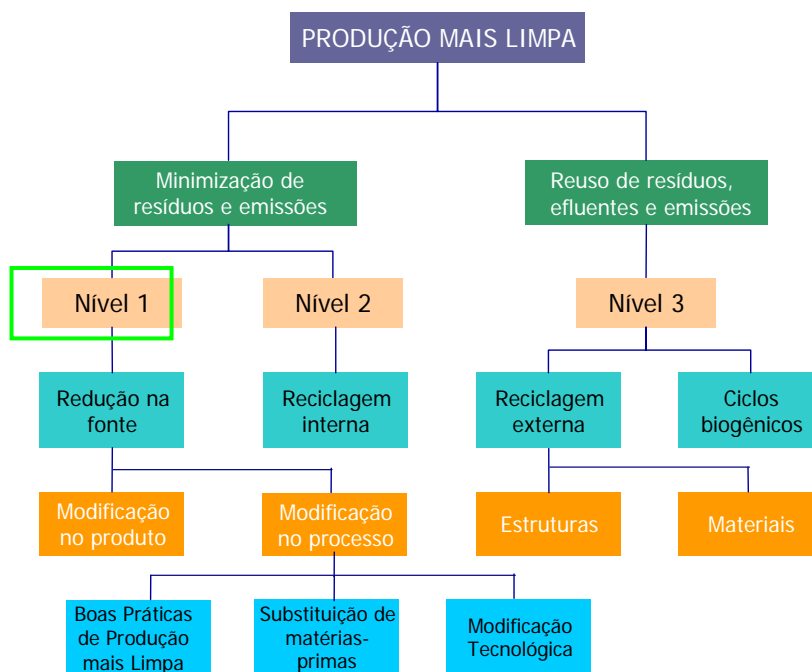 PRODUÇÃO MAIS LIMPA
Minimização de
resíduos e emissões
Reuso de resíduos,
efluentes e emissões
Nível 1
Nível 2
Nível 3
Redução na
fonte
Reciclagem
interna
Reciclagem
externa
Ciclos
biogênicos
Modificação
no produto
Modificação
no processo
Estruturas
Materiais
Boas Práticas
de Produção
mais Limpa
Substituição de
matérias-
primas
Modificação
Tecnológica